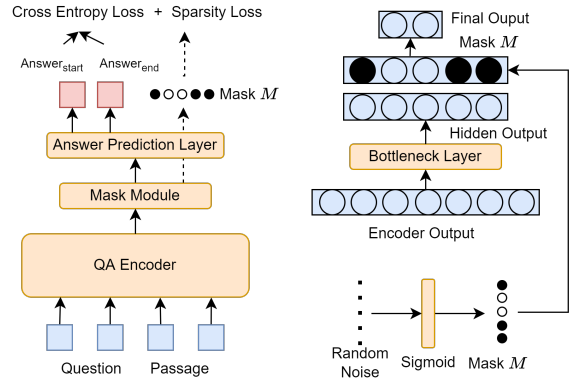 Cross Entropy Loss + Sparsity Loss
Answer_start
Answer_end
Mask M
Answer Prediction Layer
Mask Module
QA Encoder
Question
Passage
Final Ouput
Mask M
Hidden Output
Bottleneck Layer
Encoder Output
Random
Noise
Sigmoid
Mask M